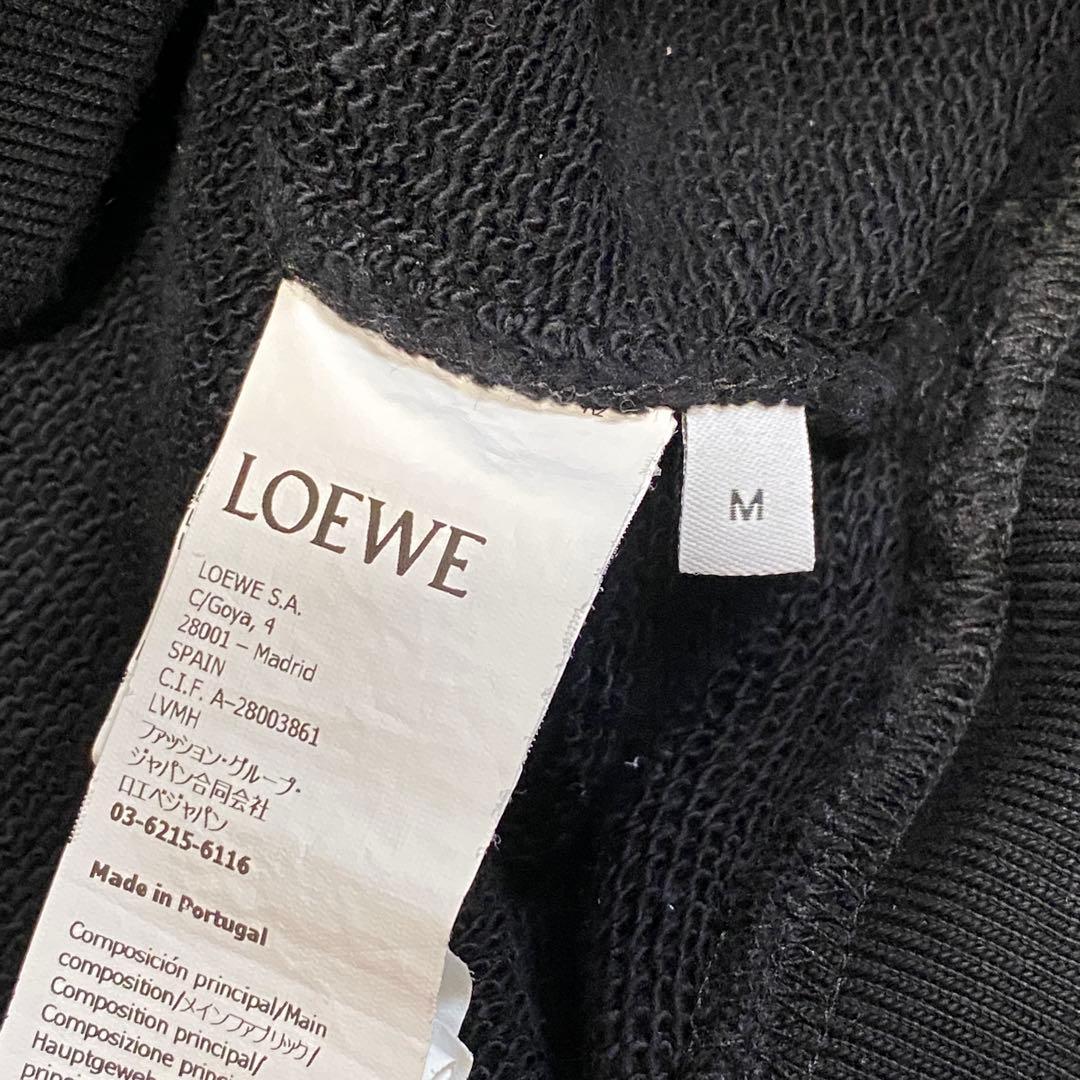 LOEWE
M
LOEWE S.A.
C/Goya, 4
28001 – Madrid
SPAIN
C.I.F. A-28003861
LVMH
ファッション・グループ・
ジャパン合同会社
ロエベジャパン
03-6215-6116
Made in Portugal
Composición principal/Main
composition/メインファブリック/
Composition principal/
Composizione
Hauptgeweb